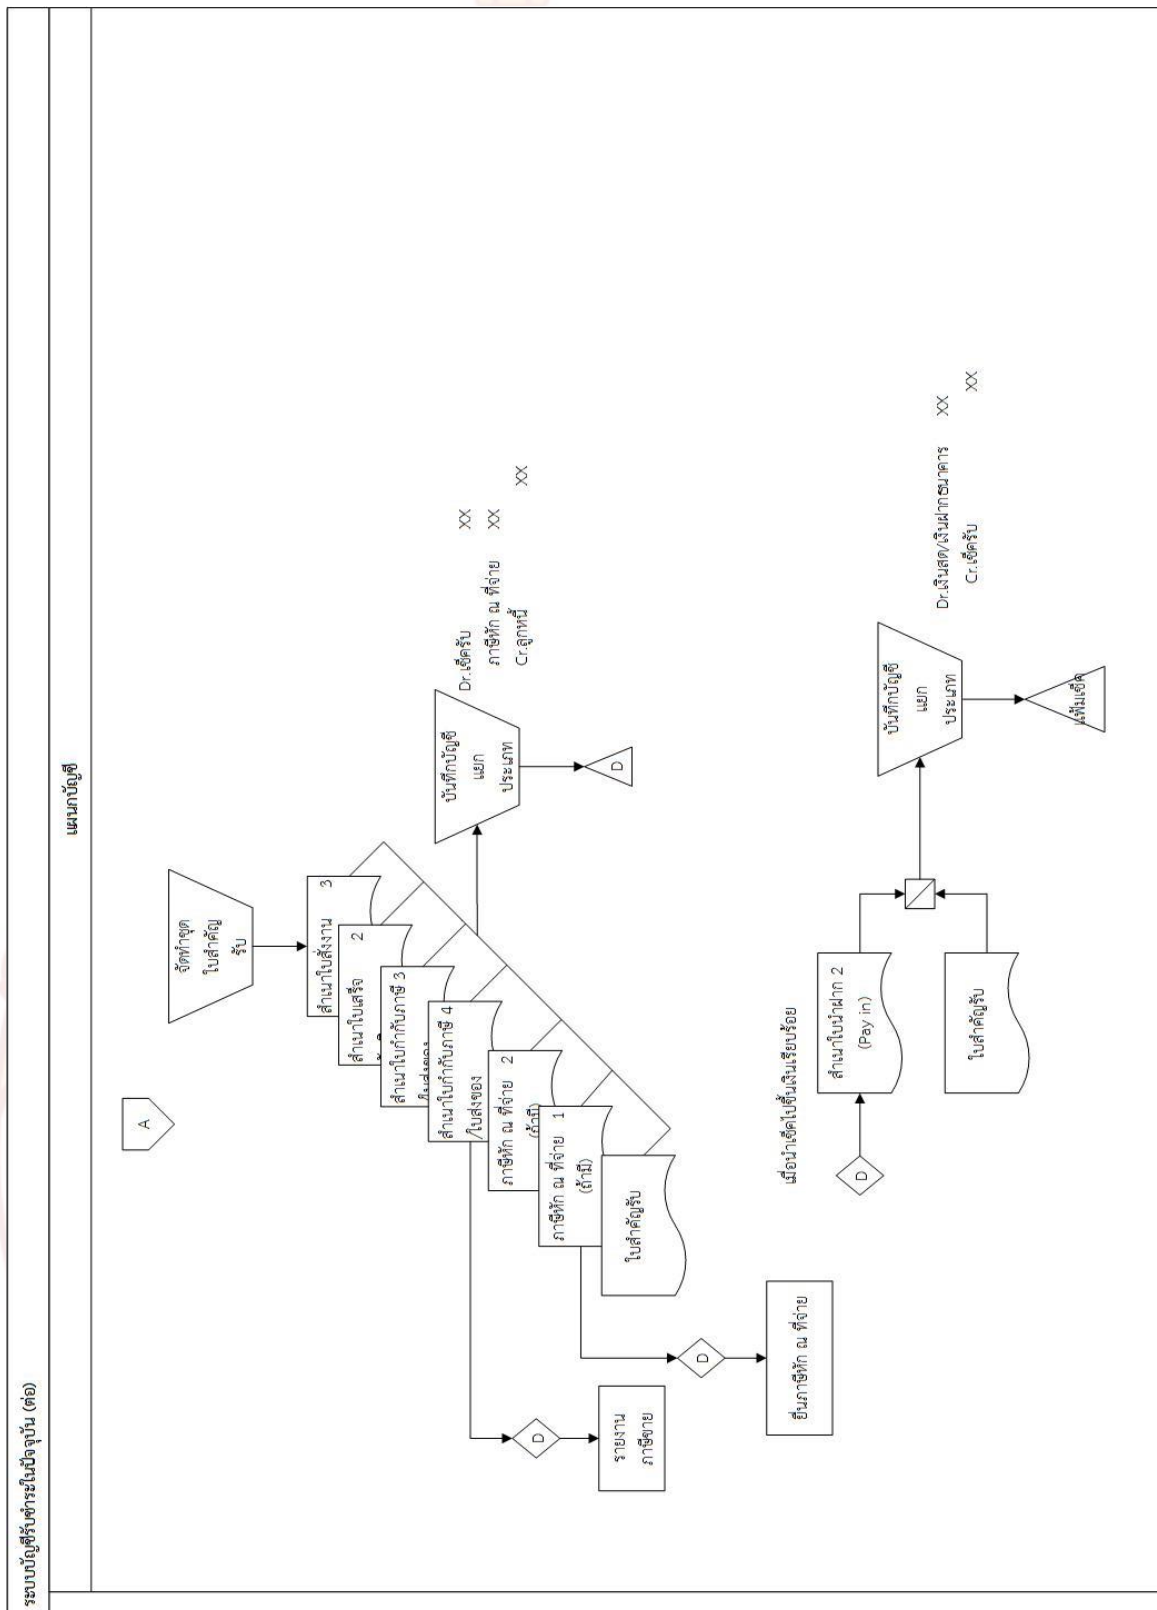 ระบบบัญชีรับชำระในปัจจุบัน (ต่อ)
แผนกบัญชี
A
จัดทำชุด
ใบสำคัญ
รับ
สำเนาใบสั่งงาน 3
สำเนาใบเสร็จ 2
สำเนาใบกำกับภาษี 3
/ใบส่งของ
สำเนาใบกำกับภาษี 4
/ใบส่งของ
ภาษีหัก ณ ที่จ่าย 2
(ถ้ามี)
ภาษีหัก ณ ที่จ่าย 1
(ถ้ามี)
ใบสำคัญรับ
บันทึกบัญชี
แยก
ประเภท
Dr.เช็ครับ XX
ภาษีหัก ณ ที่จ่าย XX
Cr.ลูกหนี้ XX
D
D
รายงาน
ภาษีขาย
D
ยื่นภาษีหัก ณ ที่จ่าย
เมื่อนำเช็คไปขึ้นเงินเรียบร้อย
D
สำเนาใบนำฝาก 2
(Pay in)
ใบสำคัญรับ
บันทึกบัญชี
แยก
ประเภท
Dr.เงินสด/เงินฝากธนาคาร XX
Cr.เช็ครับ XX
แฟ้มเช็ค